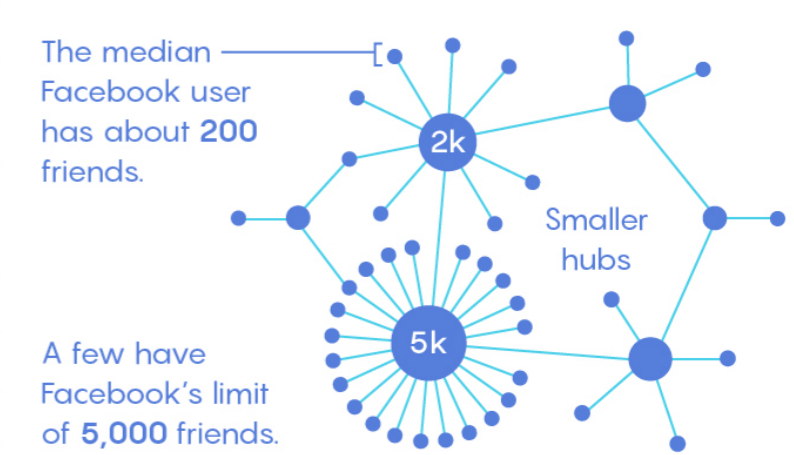 The median
Facebook user
has about 200
friends.
2k
Smaller
hubs
5k
A few have
Facebook’s limit
of 5,000 friends.